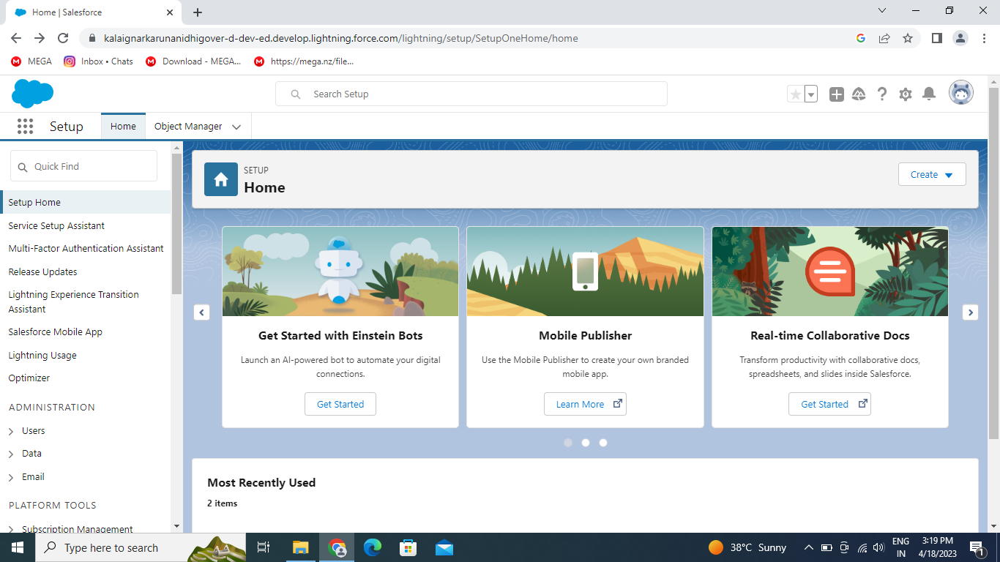 Home | Salesforce
kalaignarkarunanidhigover-d-dev-ed.develop.lightning.force.com/lightning/setup/SetupOneHome/home
MEGA
Inbox • Chats
Download - MEGA...
https://mega.nz/file...
Search Setup
Setup
Home
Object Manager
Quick Find
Setup Home
Service Setup Assistant
Multi-Factor Authentication Assistant
Release Updates
Lightning Experience Transition
Assistant
Salesforce Mobile App
Lightning Usage
Optimizer
ADMINISTRATION
Users
Data
Email
PLATFORM TOOLS
Subscription Management
SETUP
Home
Create
Get Started with Einstein Bots
Launch an AI-powered bot to automate your digital
connections.
Get Started
Mobile Publisher
Use the Mobile Publisher to create your own branded
mobile app.
Learn More
Real-time Collaborative Docs
Transform productivity with collaborative docs,
spreadsheets, and slides inside Salesforce.
Get Started
Most Recently Used
2 items
Type here to search
38°C Sunny
ENG
IN
3:19 PM
4/18/2023
1